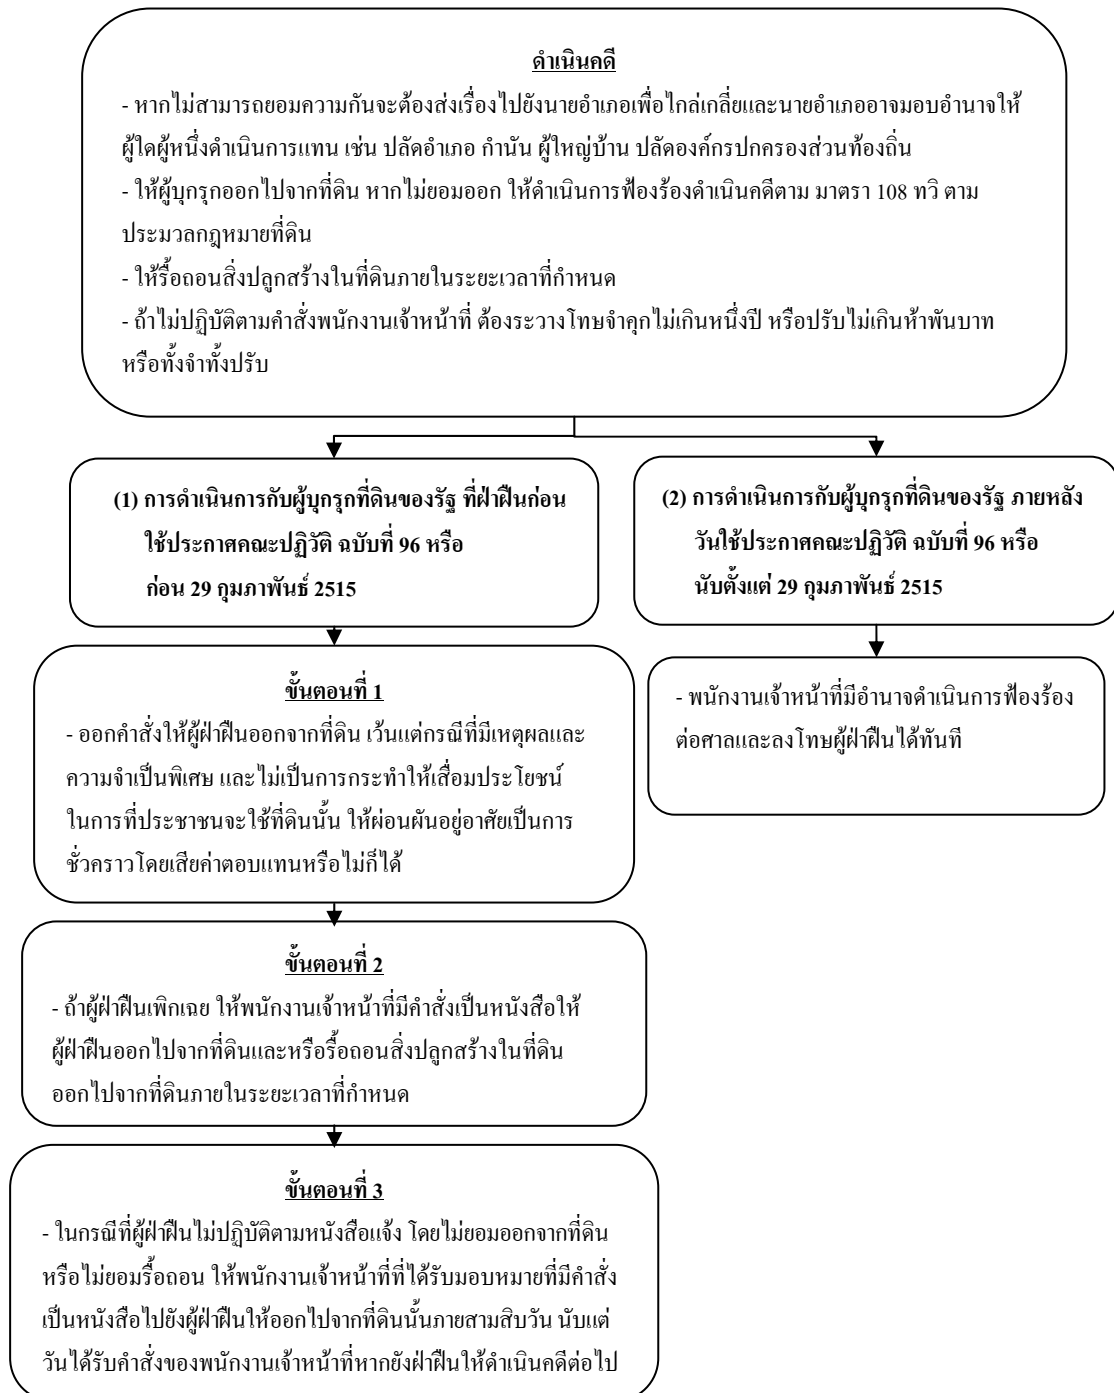 ดำเนินคดี
- หากไม่สามารถยอมความกันจะต้องส่งเรื่องไปยังนายอำเภอเพื่อไกล่เกลี่ยและนายอำเภออาจมอบอำนาจให้
ผู้ใดผู้หนึ่งดำเนินการแทน เช่น ปลัดอำเภอ กำนัน ผู้ใหญ่บ้าน ปลัดองค์กรปกครองส่วนท้องถิ่น
- ให้ผู้บุกรุกออกไปจากที่ดิน หากไม่ยอมออก ให้ดำเนินการฟ้องร้องดำเนินคดีตาม มาตรา 108 ทวิ ตาม
ประมวลกฎหมายที่ดิน
- ให้รื้อถอนสิ่งปลูกสร้างในที่ดินภายในระยะเวลาที่กำหนด
- ถ้าไม่ปฏิบัติตามคำสั่งพนักงานเจ้าหน้าที่ ต้องระวางโทษจำคุกไม่เกินหนึ่งปี หรือปรับไม่เกินห้าพันบาท
หรือทั้งจำทั้งปรับ
(1) การดำเนินการกับผู้บุกรุกที่ดินของรัฐ ที่ฝ่าฝืนก่อน
ใช้ประกาศคณะปฏิวัติ ฉบับที่ 96 หรือ
ก่อน 29 กุมภาพันธ์ 2515
(2) การดำเนินการกับผู้บุกรุกที่ดินของรัฐ ภายหลัง
วันใช้ประกาศคณะปฏิวัติ ฉบับที่ 96 หรือ
นับตั้งแต่ 29 กุมภาพันธ์ 2515
ขั้นตอนที่ 1
- ออกคำสั่งให้ผู้ฝ่าฝืนออกจากที่ดิน เว้นแต่กรณีที่มีเหตุผลและ
ความจำเป็นพิเศษ และไม่เป็นการกระทำให้เสื่อมประโยชน์
ในการที่ประชาชนจะใช้ที่ดินนั้น ให้ผ่อนผันอยู่อาศัยเป็นการ
ชั่วคราวโดยเสียค่าตอบแทนหรือไม่ก็ได้
- พนักงานเจ้าหน้าที่มีอำนาจดำเนินการฟ้องร้อง
ต่อศาลและลงโทษผู้ฝ่าฝืนได้ทันที
ขั้นตอนที่ 2
- ถ้าผู้ฝ่าฝืนเพิกเฉย ให้พนักงานเจ้าหน้าที่มีคำสั่งเป็นหนังสือให้
ผู้ฝ่าฝืนออกไปจากที่ดินและหรือรื้อถอนสิ่งปลูกสร้างในที่ดิน
ออกไปจากที่ดินภายในระยะเวลาที่กำหนด
ขั้นตอนที่ 3
- ในกรณีที่ผู้ฝ่าฝืนไม่ปฏิบัติตามหนังสือแจ้ง โดยไม่ยอมออกจากที่ดิน
หรือไม่ยอมรื้อถอน ให้พนักงานเจ้าหน้าที่ที่ได้รับมอบหมายที่มีคำสั่ง
เป็นหนังสือไปยังผู้ฝ่าฝืนให้ออกไปจากที่ดินนั้นภายสามสิบวัน นับแต่
วันได้รับคำสั่งของพนักงานเจ้าหน้าที่หากยังฝ่าฝืนให้ดำเนินคดีต่อไป